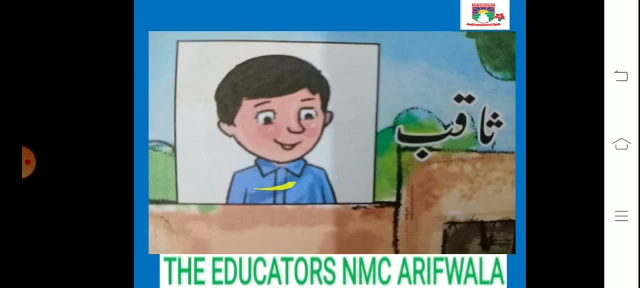 ثاقب
THE EDUCATORS NMC ARIFWALA